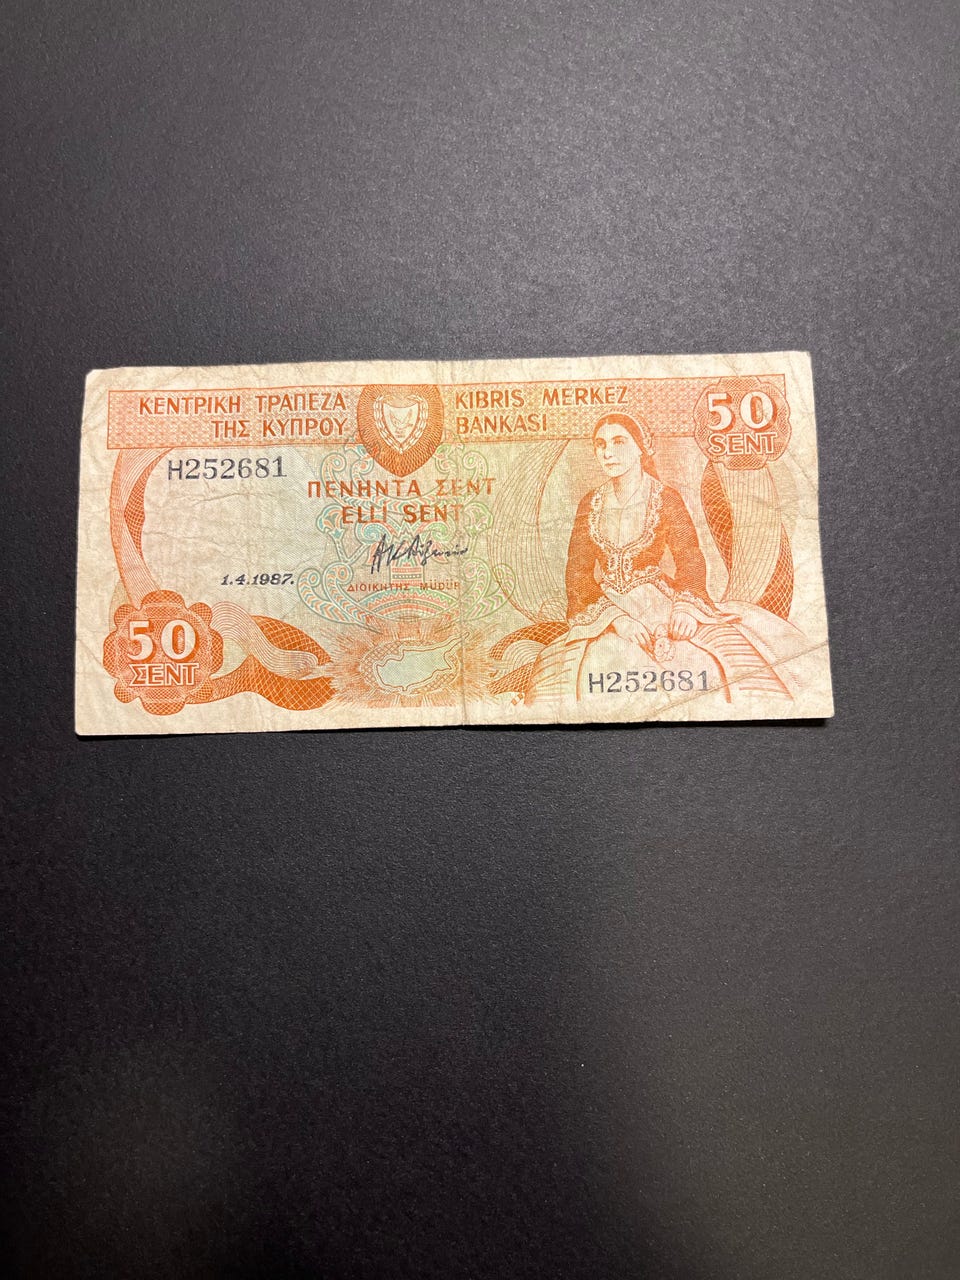 ΚΕΝΤΡΙΚΗ ΤΡΑΠΕΖΑ
ΤΗΣ ΚΥΠΡΟΥ
KIBRIS MERKEZ
BANKASI
50
SENT
H252681
ΠΕΝΗΝΤΑ ΣΕΝΤ
ELLI SENT
1.4.1987.
ΔΙΟΙΚΗΤΗΣ MÜDÜR
50
ΣΕΝΤ
H252681